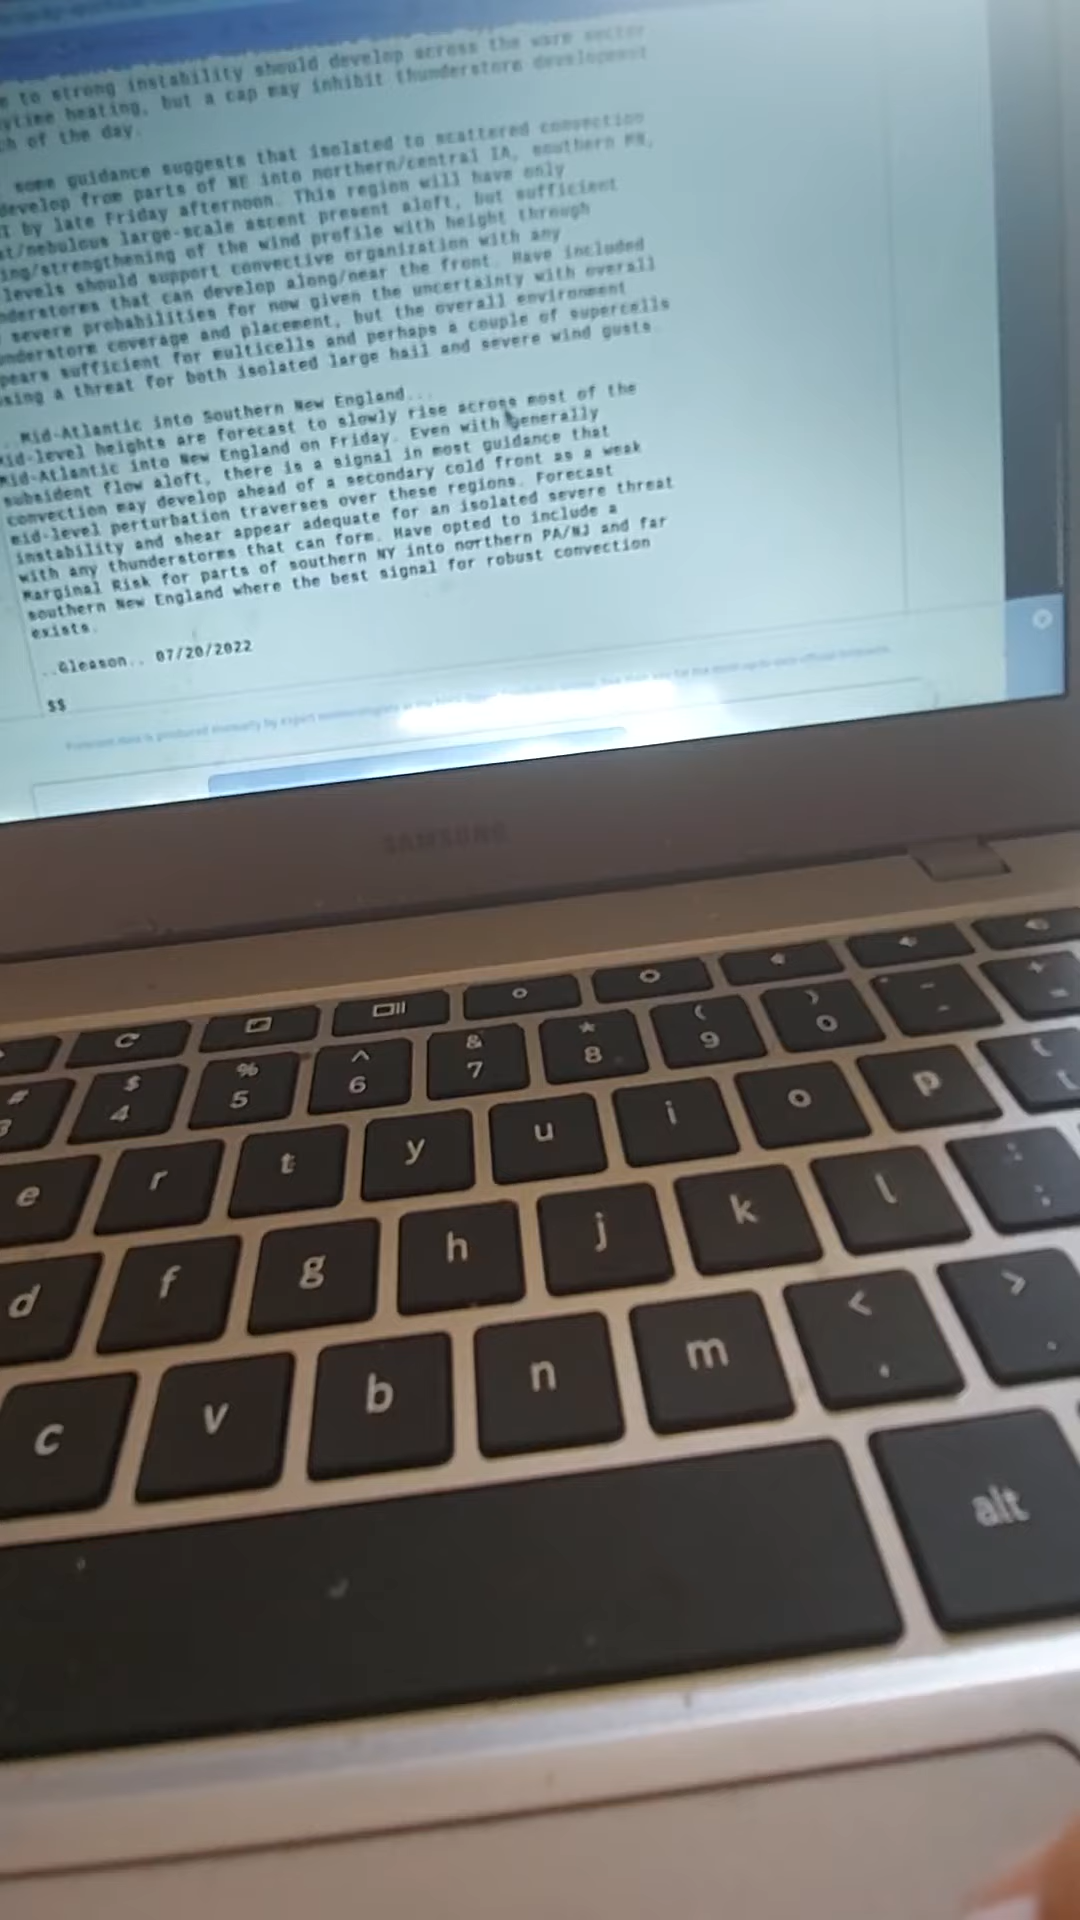 to strong instability should develop across the warm sector
heating, but a cap may inhibit thunderstorm development
of the day.
some guidance suggests that isolated to scattered convection
develop from parts of NE into northern/central IA, southern MN,
by late Friday afternoon. This region will have only
/nebulous large-scale ascent present aloft, but sufficient
ing/strengthening of the wind profile with height through
levels should support convective organization with any
nderstorms that can develop along/near the front. Have included
severe probabilities for now given the uncertainty with overall
understorm coverage and placement, but the overall environment
pears sufficient for multicells and perhaps a couple of supercells
sing a threat for both isolated large hail and severe wind gusts.
..Mid-Atlantic into Southern New England...
Mid-level heights are forecast to slowly rise across most of the
Mid-Atlantic into New England on Friday. Even with generally
subsident flow aloft, there is a signal in most guidance that
convection may develop ahead of a secondary cold front as a weak
mid-level perturbation traverses over these regions. Forecast
instability and shear appear adequate for an isolated severe threat
with any thunderstorms that can form. Have opted to include a
Marginal Risk for parts of southern NY into northern PA/NJ and far
southern New England where the best signal for robust convection
exists.
..Gleason.. 07/20/2022
$$
SAMSUNG
# $ % ^ & * ( )
3 4 5 6 7 8 9 0 - =
e r t y u i o p
d f g h j k l ;
c v b n m < , > .
alt